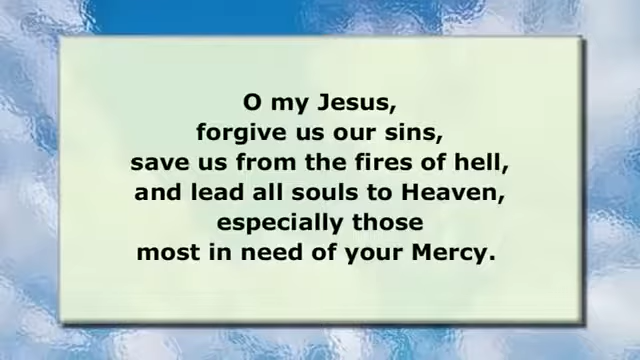 O my Jesus,
forgive us our sins,
save us from the fires of hell,
and lead all souls to Heaven,
especially those
most in need of your Mercy.